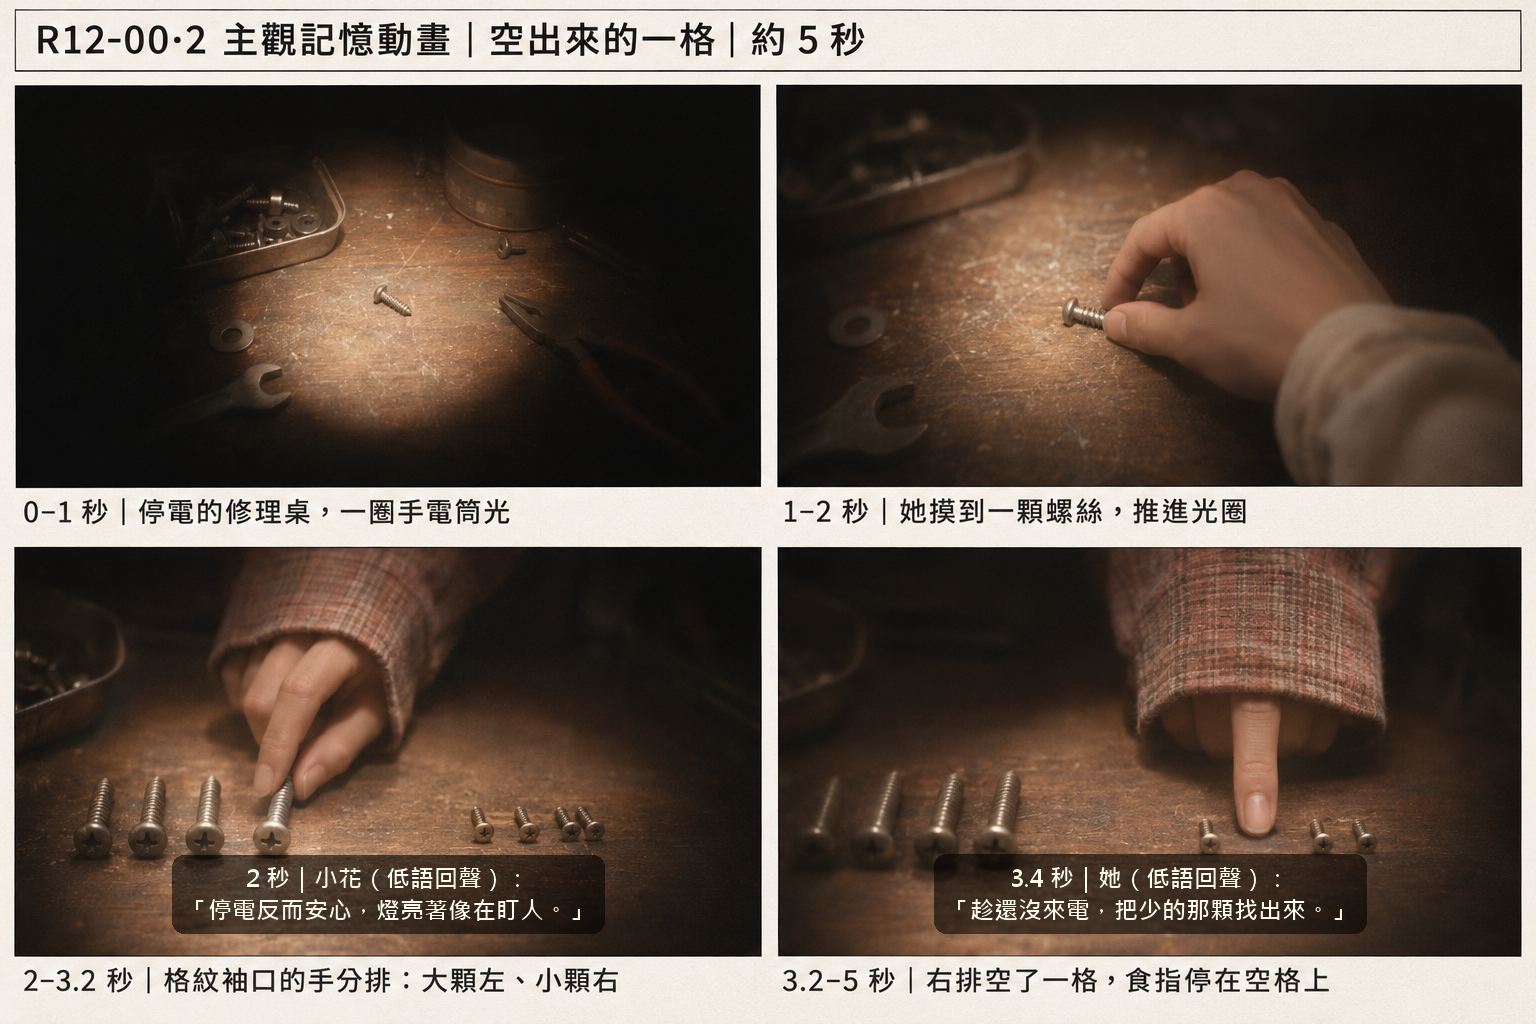 R12-00·2 主觀記憶動畫｜空出來的一格｜約 5 秒
0–1 秒｜停電的修理桌，一圈手電筒光
1–2 秒｜她摸到一顆螺絲，推進光圈
2 秒｜小花（低語回聲）：
「停電反而安心，燈亮著像在盯人。」
2–3.2 秒｜格紋袖口的手分排：大顆左、小顆右
3.4 秒｜她（低語回聲）：
「趁還沒來電，把少的那顆找出來。」
3.2–5 秒｜右排空了一格，食指停在空格上